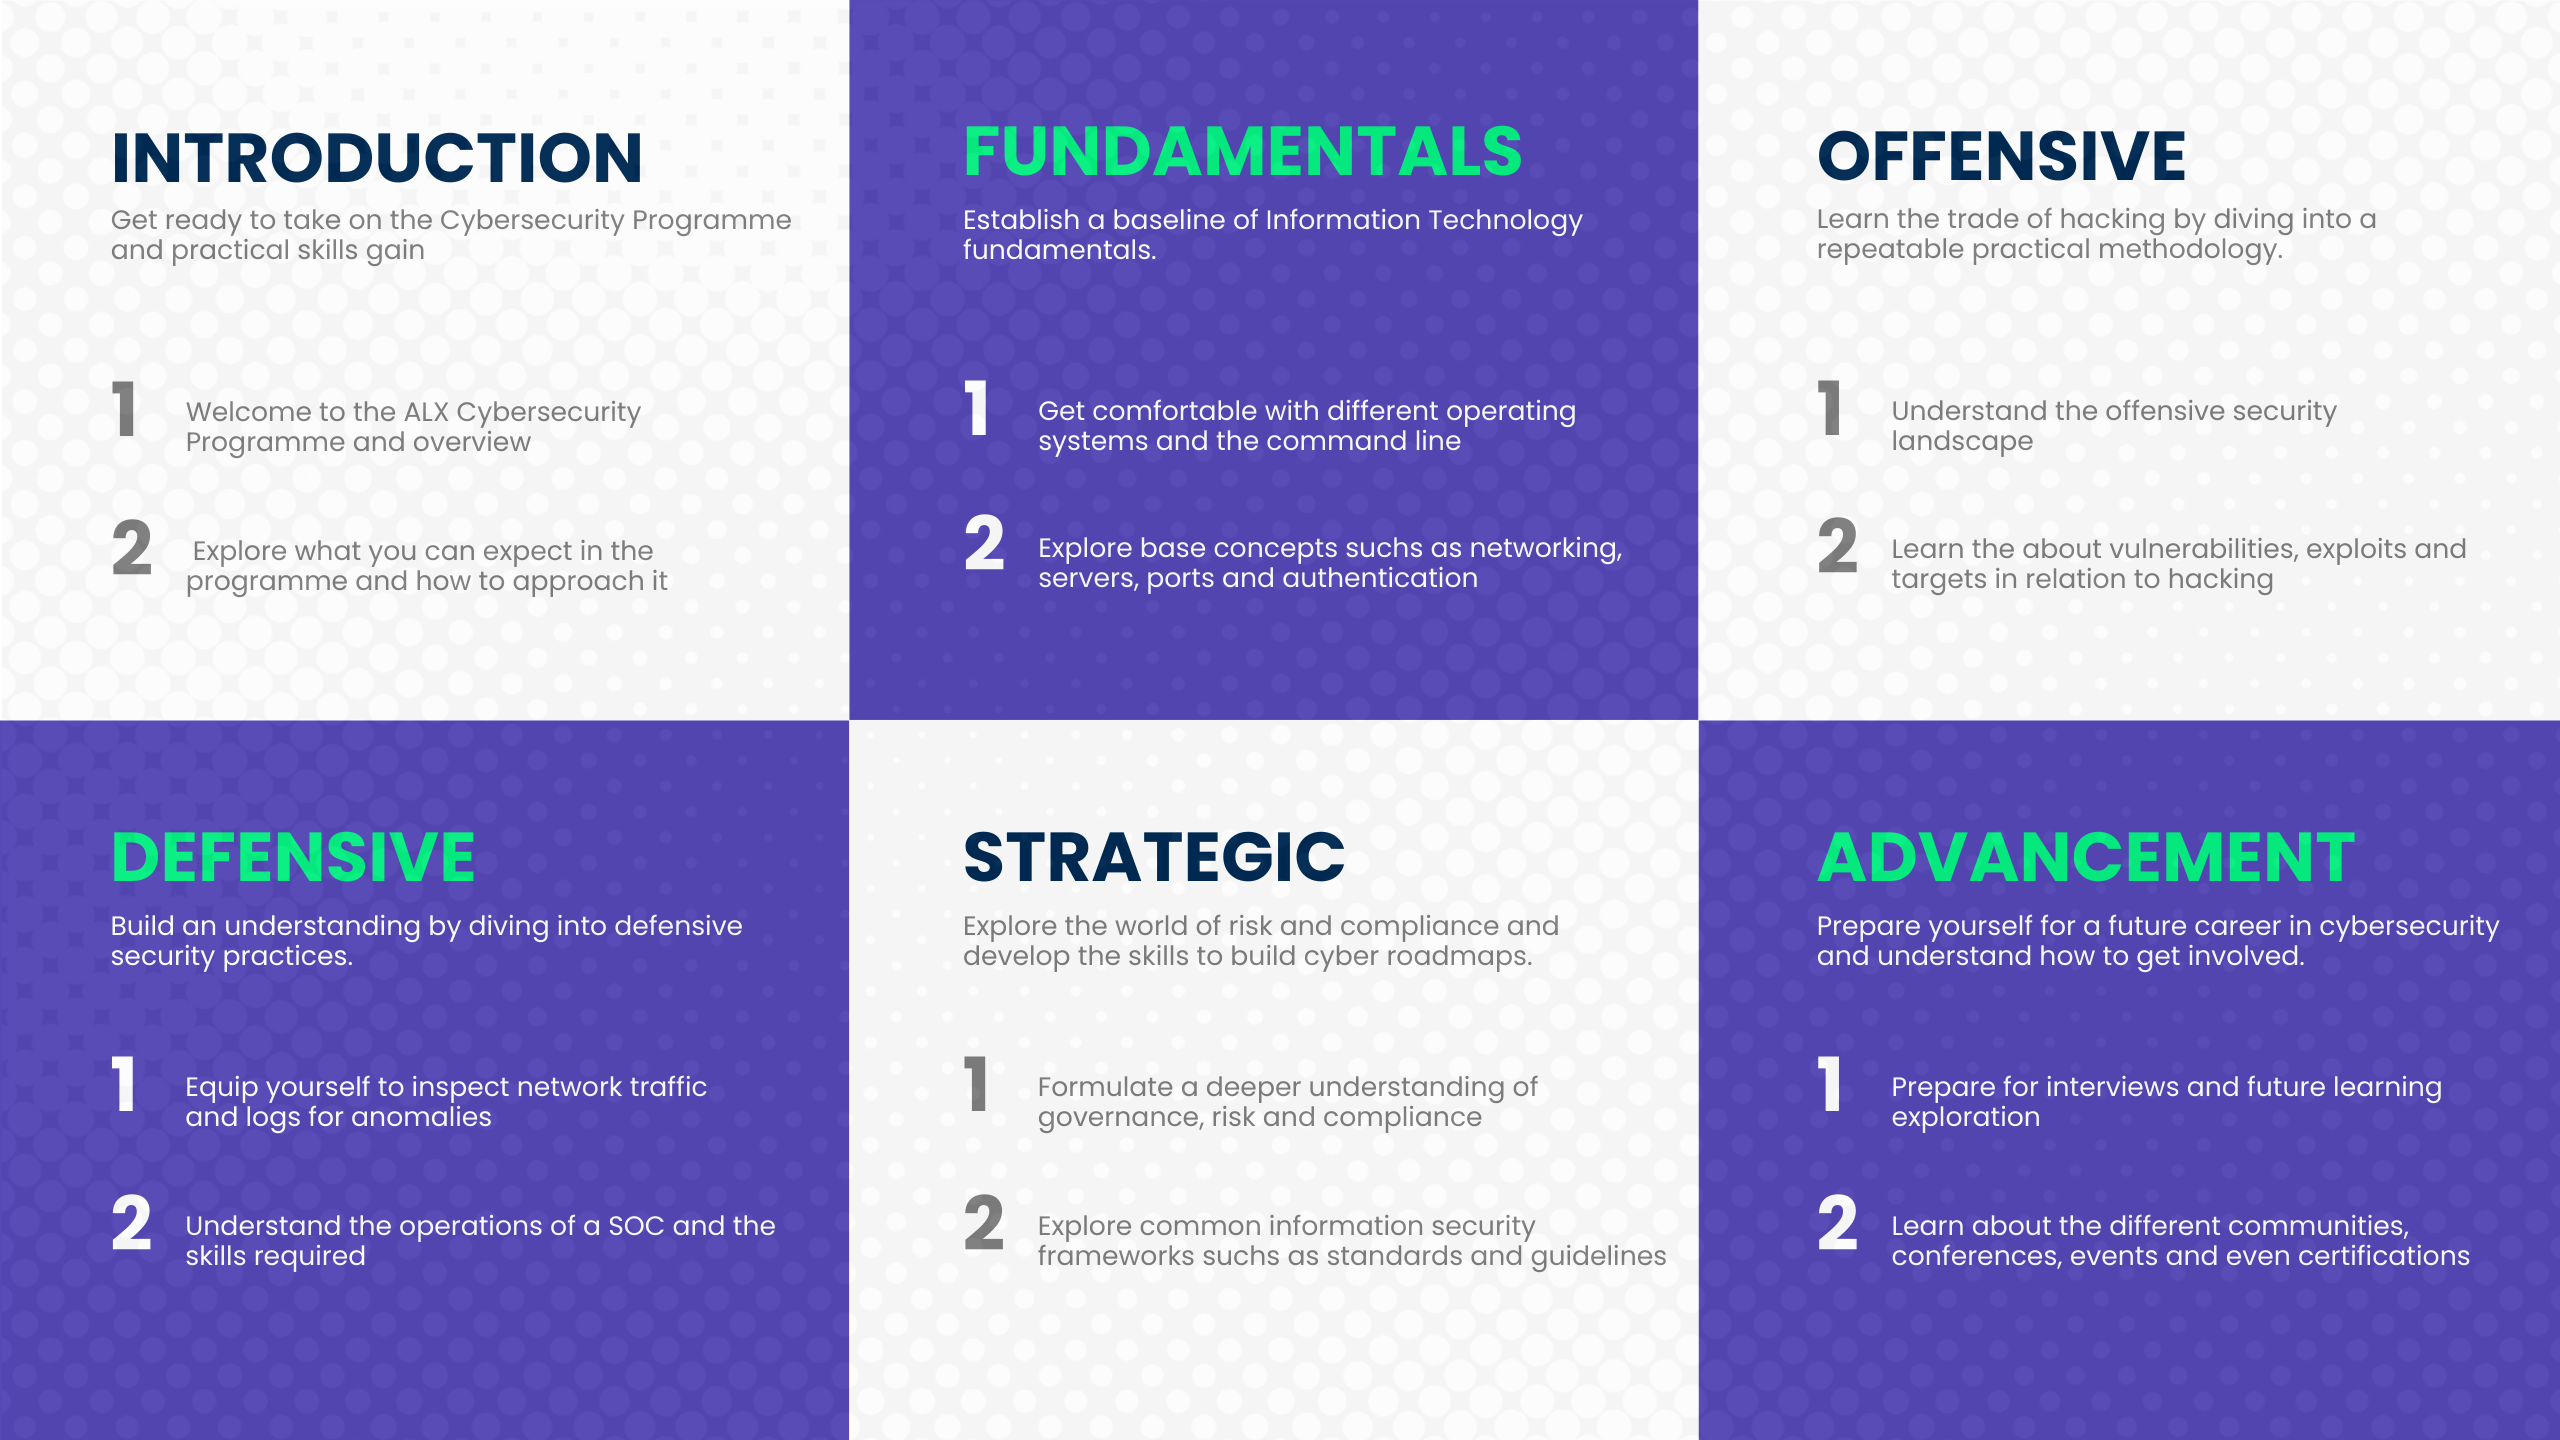 INTRODUCTION
Get ready to take on the Cybersecurity Programme
and practical skills gain
1
Welcome to the ALX Cybersecurity
Programme and overview
2
Explore what you can expect in the
programme and how to approach it
FUNDAMENTALS
Establish a baseline of Information Technology
fundamentals.
1
Get comfortable with different operating
systems and the command line
2
Explore base concepts suchs as networking,
servers, ports and authentication
OFFENSIVE
Learn the trade of hacking by diving into a
repeatable practical methodology.
1
Understand the offensive security
landscape
2
Learn the about vulnerabilities, exploits and
targets in relation to hacking
DEFENSIVE
Build an understanding by diving into defensive
security practices.
1
Equip yourself to inspect network traffic
and logs for anomalies
2
Understand the operations of a SOC and the
skills required
STRATEGIC
Explore the world of risk and compliance and
develop the skills to build cyber roadmaps.
1
Formulate a deeper understanding of
governance, risk and compliance
2
Explore common information security
frameworks suchs as standards and guidelines
ADVANCEMENT
Prepare yourself for a future career in cybersecurity
and understand how to get involved.
1
Prepare for interviews and future learning
exploration
2
Learn about the different communities,
conferences, events and even certifications